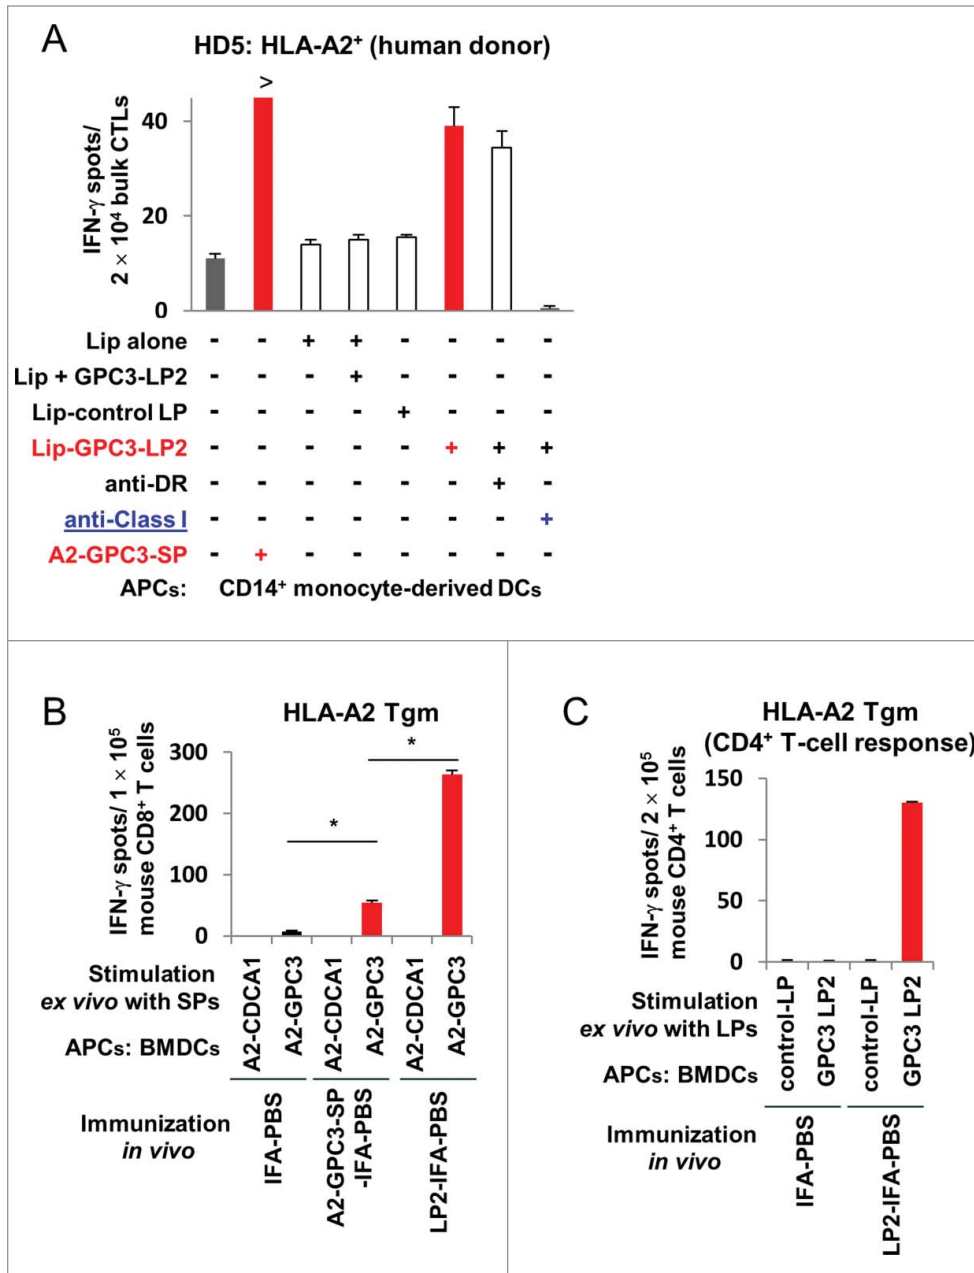 A
HD5: HLA-A2+ (human donor)
>
IFN-γ spots/
2 × 10⁴ bulk CTLs
40
20
0
Lip alone - - + + - - - -
Lip + GPC3-LP2 - - - + - - - -
Lip-control LP - - - - + - - -
Lip-GPC3-LP2 - - - - - + + +
anti-DR - - - - - - + -
anti-Class I - - - - - - - +
A2-GPC3-SP - + - - - - - -
APCs: CD14⁺ monocyte-derived DCs
B
HLA-A2 Tgm
IFN-γ spots/ 1 × 10⁵
mouse CD8⁺ T cells
300
200
100
0
*
*
Stimulation
ex vivo with SPs
A2-CDCA1
A2-GPC3
A2-CDCA1
A2-GPC3
A2-CDCA1
A2-GPC3
APCs: BMDCs
Immunization
in vivo
IFA-PBS
A2-GPC3-SP
-IFA-PBS
LP2-IFA-PBS
C
HLA-A2 Tgm
(CD4⁺ T-cell response)
IFN-γ spots/ 2 × 10⁵
mouse CD4⁺ T cells
150
100
50
0
Stimulation
ex vivo with LPs
control-LP
GPC3 LP2
control-LP
GPC3 LP2
APCs: BMDCs
Immunization
in vivo
IFA-PBS
LP2-IFA-PBS